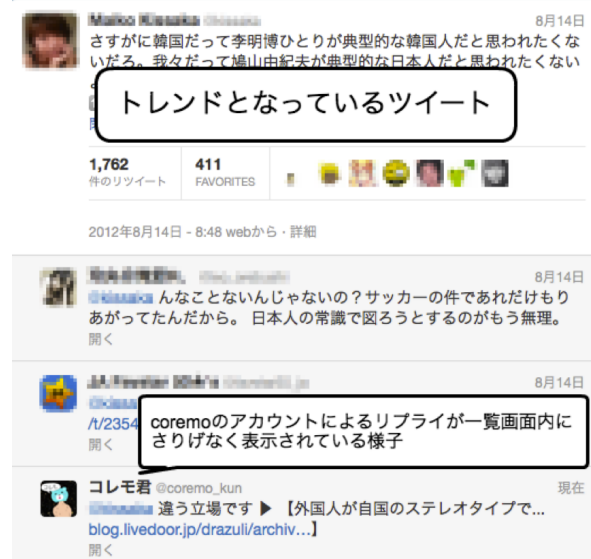 8月14日
さすがに韓国だって李明博ひとりが典型的な韓国人だと思われたくな
いだろ。我々だって鳩山由紀夫が典型的な日本人だと思われたくない
トレンドとなっているツイート
1,762
件のリツイート
411
FAVORITES
2012年8月14日 - 8:48 webから・詳細
8月14日
んなことないんじゃないの？サッカーの件であれだけもり
あがってたんだから。 日本人の常識で図ろうとするのがもう無理。
開く
8月14日
/t/2354
開く
coremoのアカウントによるリプライが一覧画面内に
さりげなく表示されている様子
コレモ君 @coremo_kun 現在
違う立場です ▶ 【外国人が自国のステレオタイプで...
blog.livedoor.jp/drazuli/archiv…】
開く